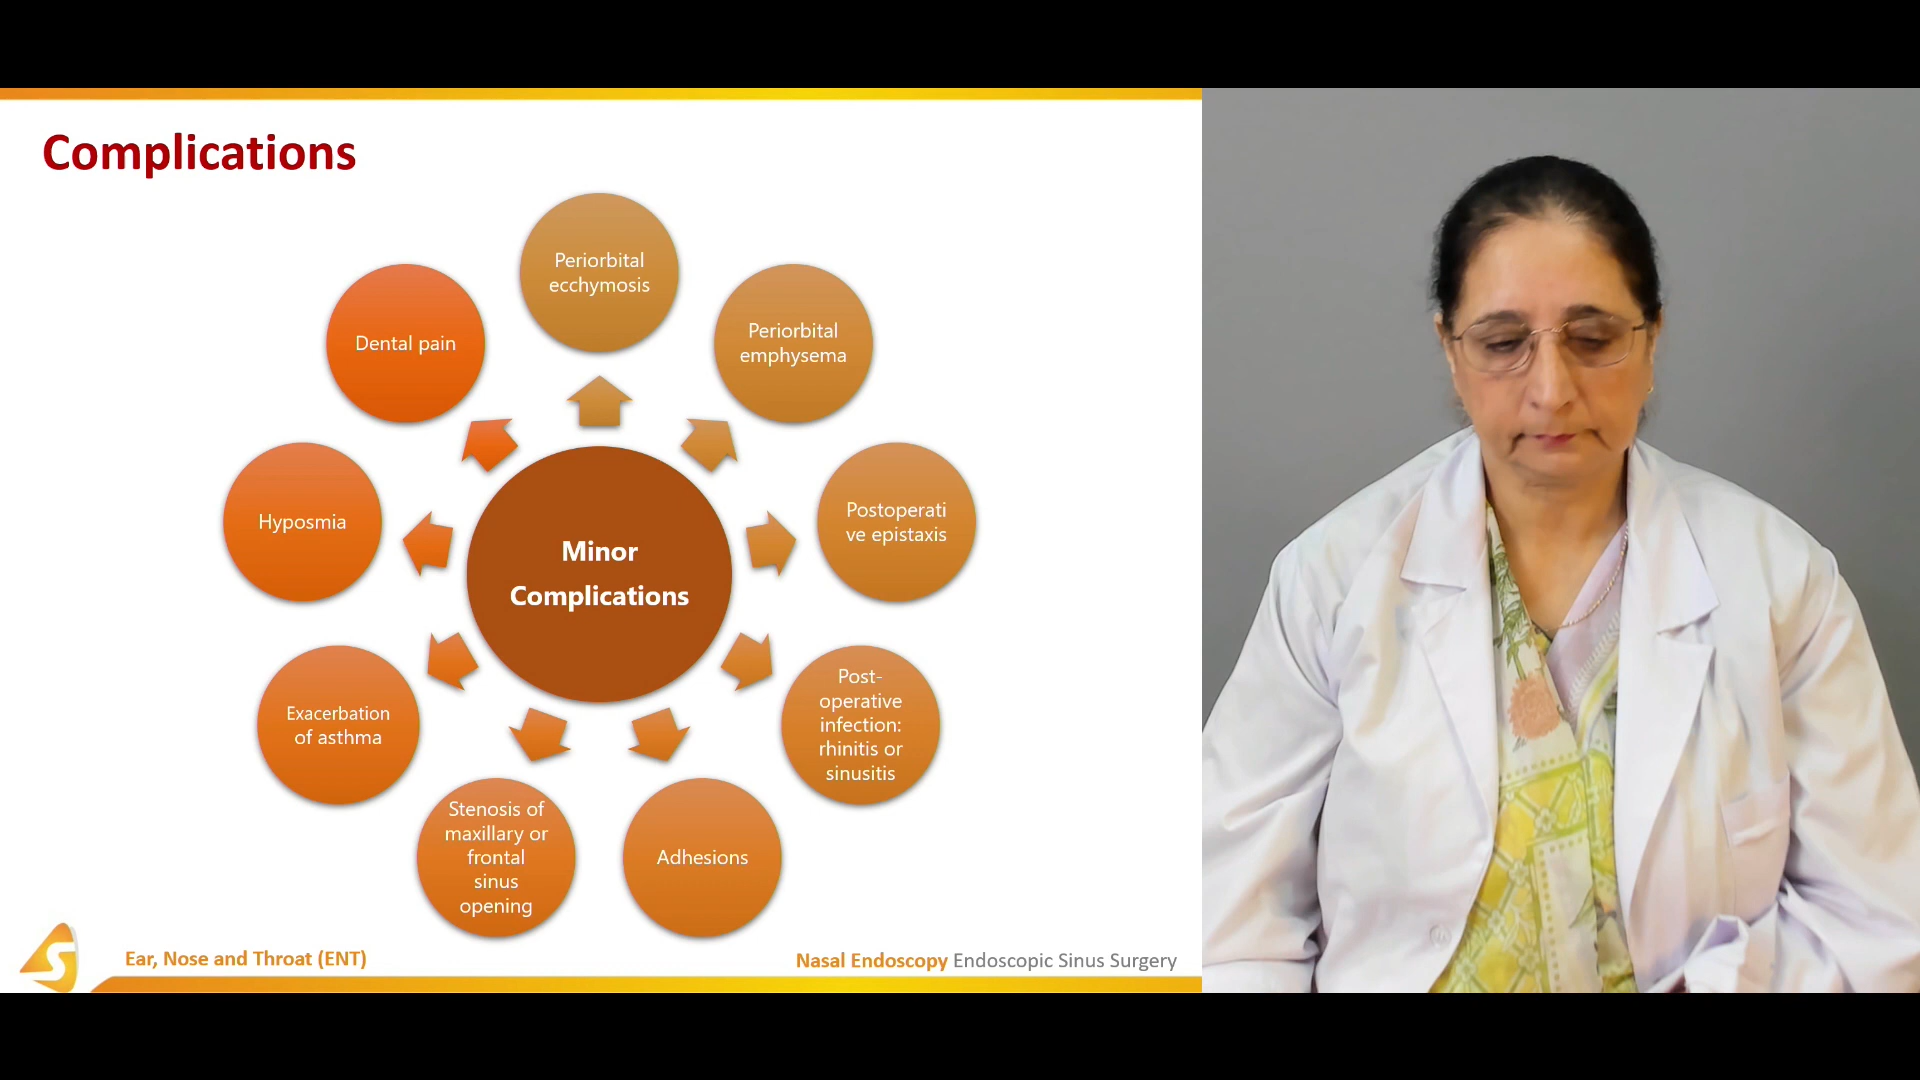 Complications
Periorbital
ecchymosis
Periorbital
emphysema
Postoperati
ve epistaxis
Post-
operative
infection:
rhinitis or
sinusitis
Adhesions
Stenosis of
maxillary or
frontal
sinus
opening
Exacerbation
of asthma
Hyposmia
Dental pain
Minor
Complications
Ear, Nose and Throat (ENT)
Nasal Endoscopy Endoscopic Sinus Surgery